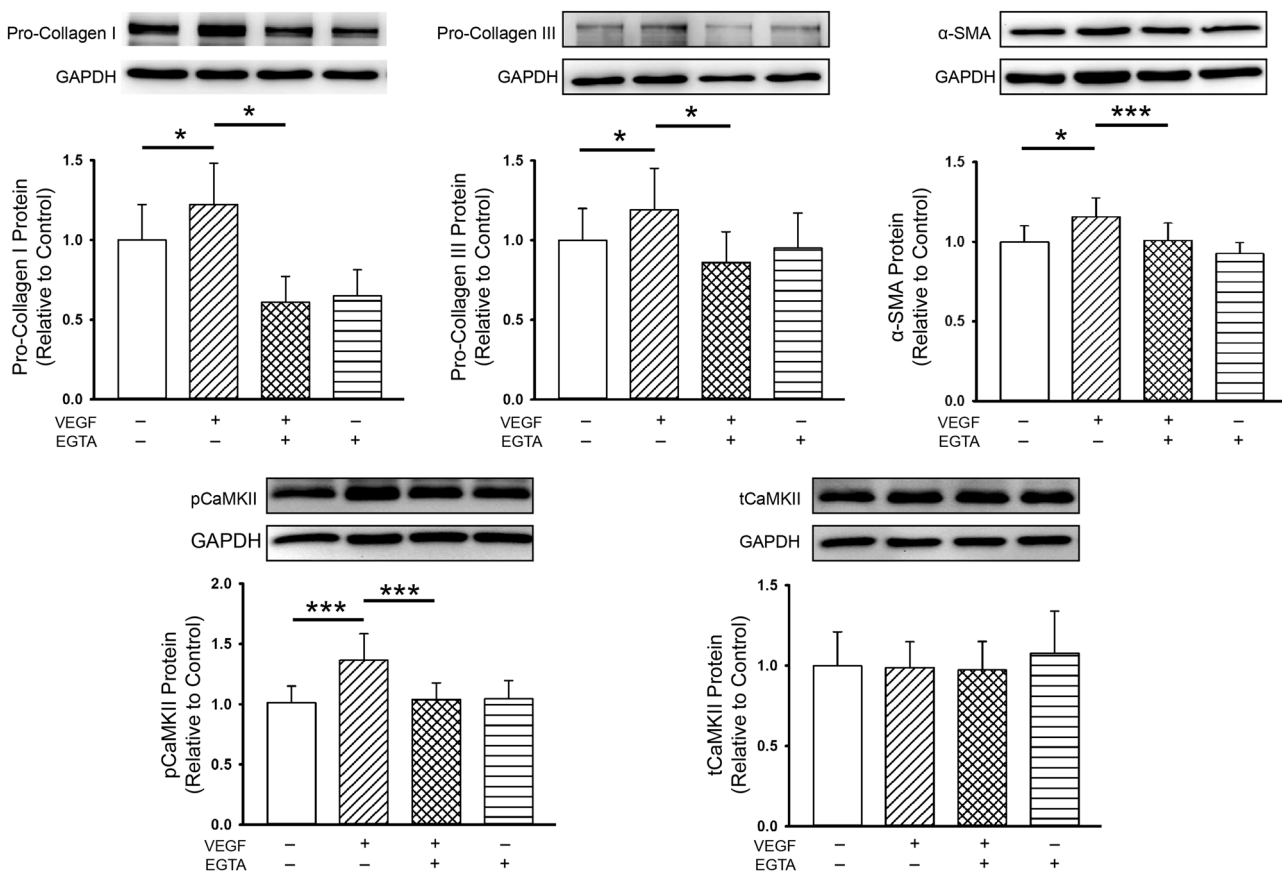 Pro-Collagen I
GAPDH
* *
Pro-Collagen I Protein
(Relative to Control)
1.5
1.0
0.5
0.0
VEGF − + + −
EGTA − − + +
Pro-Collagen III
GAPDH
* *
Pro-Collagen III Protein
(Relative to Control)
1.5
1.0
0.5
0.0
VEGF − + + −
EGTA − − + +
α-SMA
GAPDH
* ***
α-SMA Protein
(Relative to Control)
1.5
1.0
0.5
0.0
VEGF − + + −
EGTA − − + +
pCaMKII
GAPDH
*** ***
pCaMKII Protein
(Relative to Control)
2.0
1.5
1.0
0.5
0.0
VEGF − + + −
EGTA − − + +
tCaMKII
GAPDH
tCaMKII Protein
(Relative to Control)
1.5
1.0
0.5
0.0
VEGF − + + −
EGTA − − + +